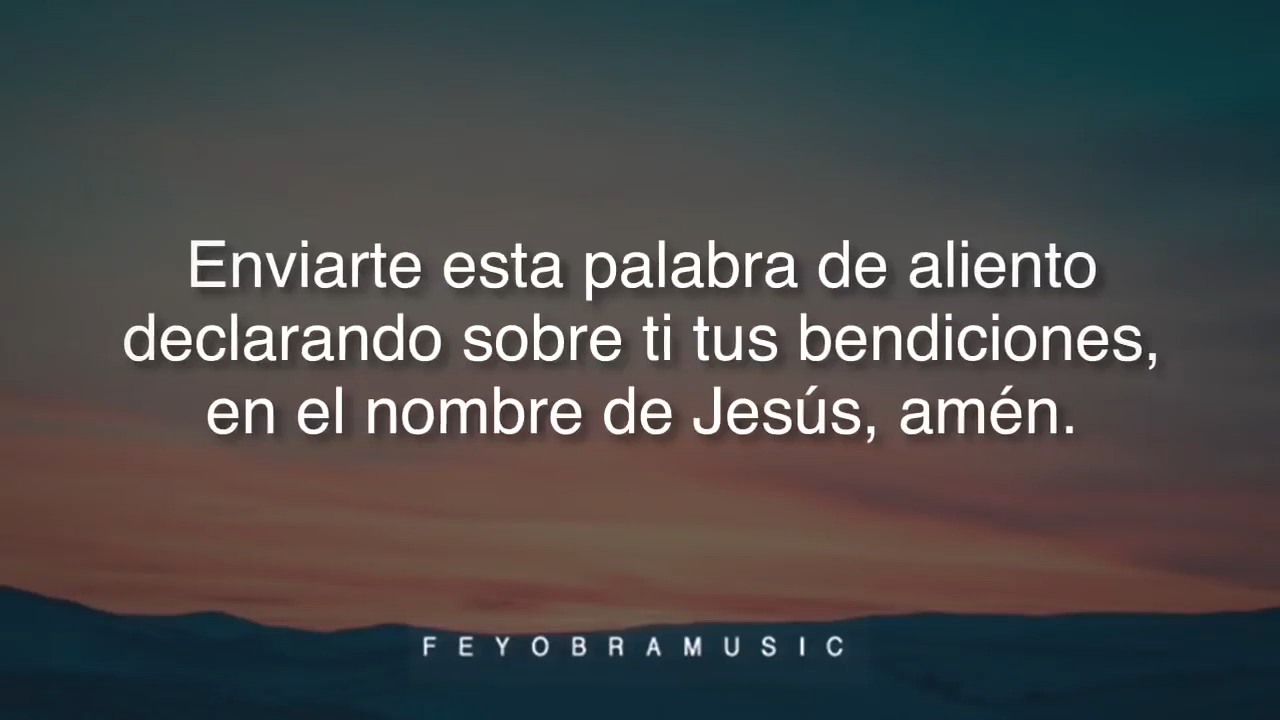 Enviarte esta palabra de aliento
declarando sobre ti tus bendiciones,
en el nombre de Jesús, amén.
FEYOBRAMUSIC